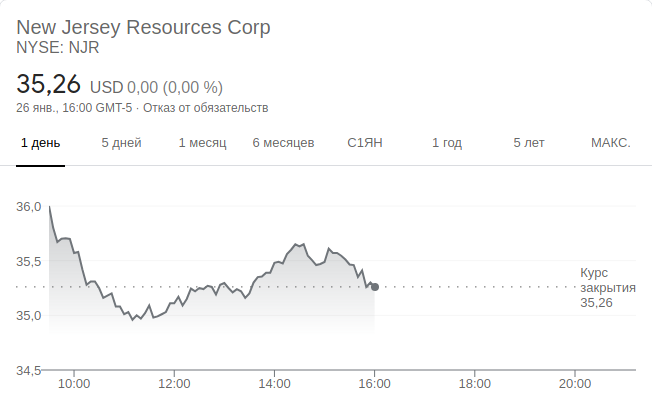 New Jersey Resources Corp
NYSE: NJR
35,26 USD 0,00 (0,00 %)
26 янв., 16:00 GMT-5 · Отказ от обязательств
1 день 5 дней 1 месяц 6 месяцев С1ЯН 1 год 5 лет МАКС.
36,0
35,5
Курс
закрытия
35,26
35,0
34,5
10:00 12:00 14:00 16:00 18:00 20:00